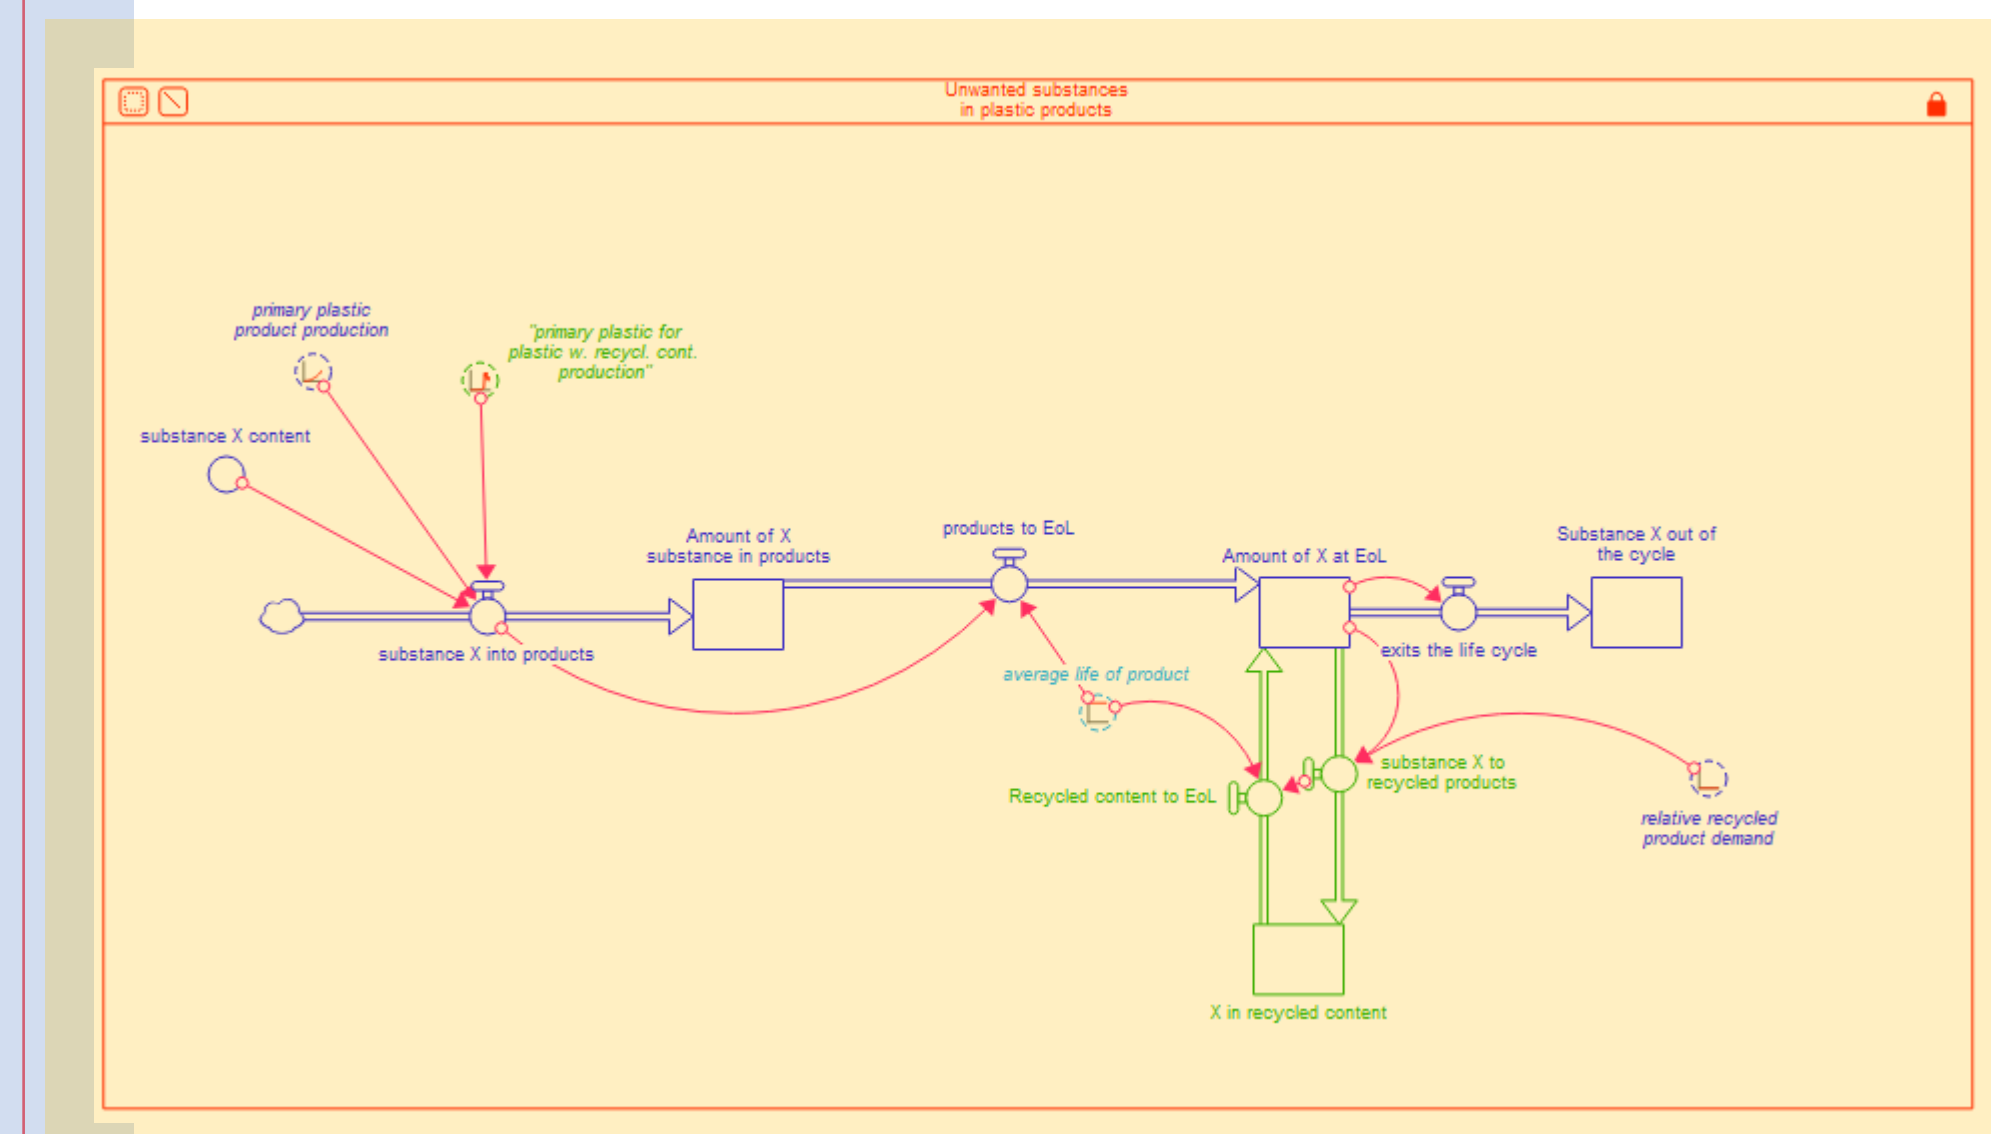 Unwanted substances
in plastic products
primary plastic
product production
"primary plastic for
plastic w. recycl. cont.
production"
substance X content
Amount of X
substance in products
products to EoL
Amount of X at EoL
Substance X out of
the cycle
substance X into products
exits the life cycle
average life of product
substance X to
recycled products
Recycled content to EoL
relative recycled
product demand
X in recycled content